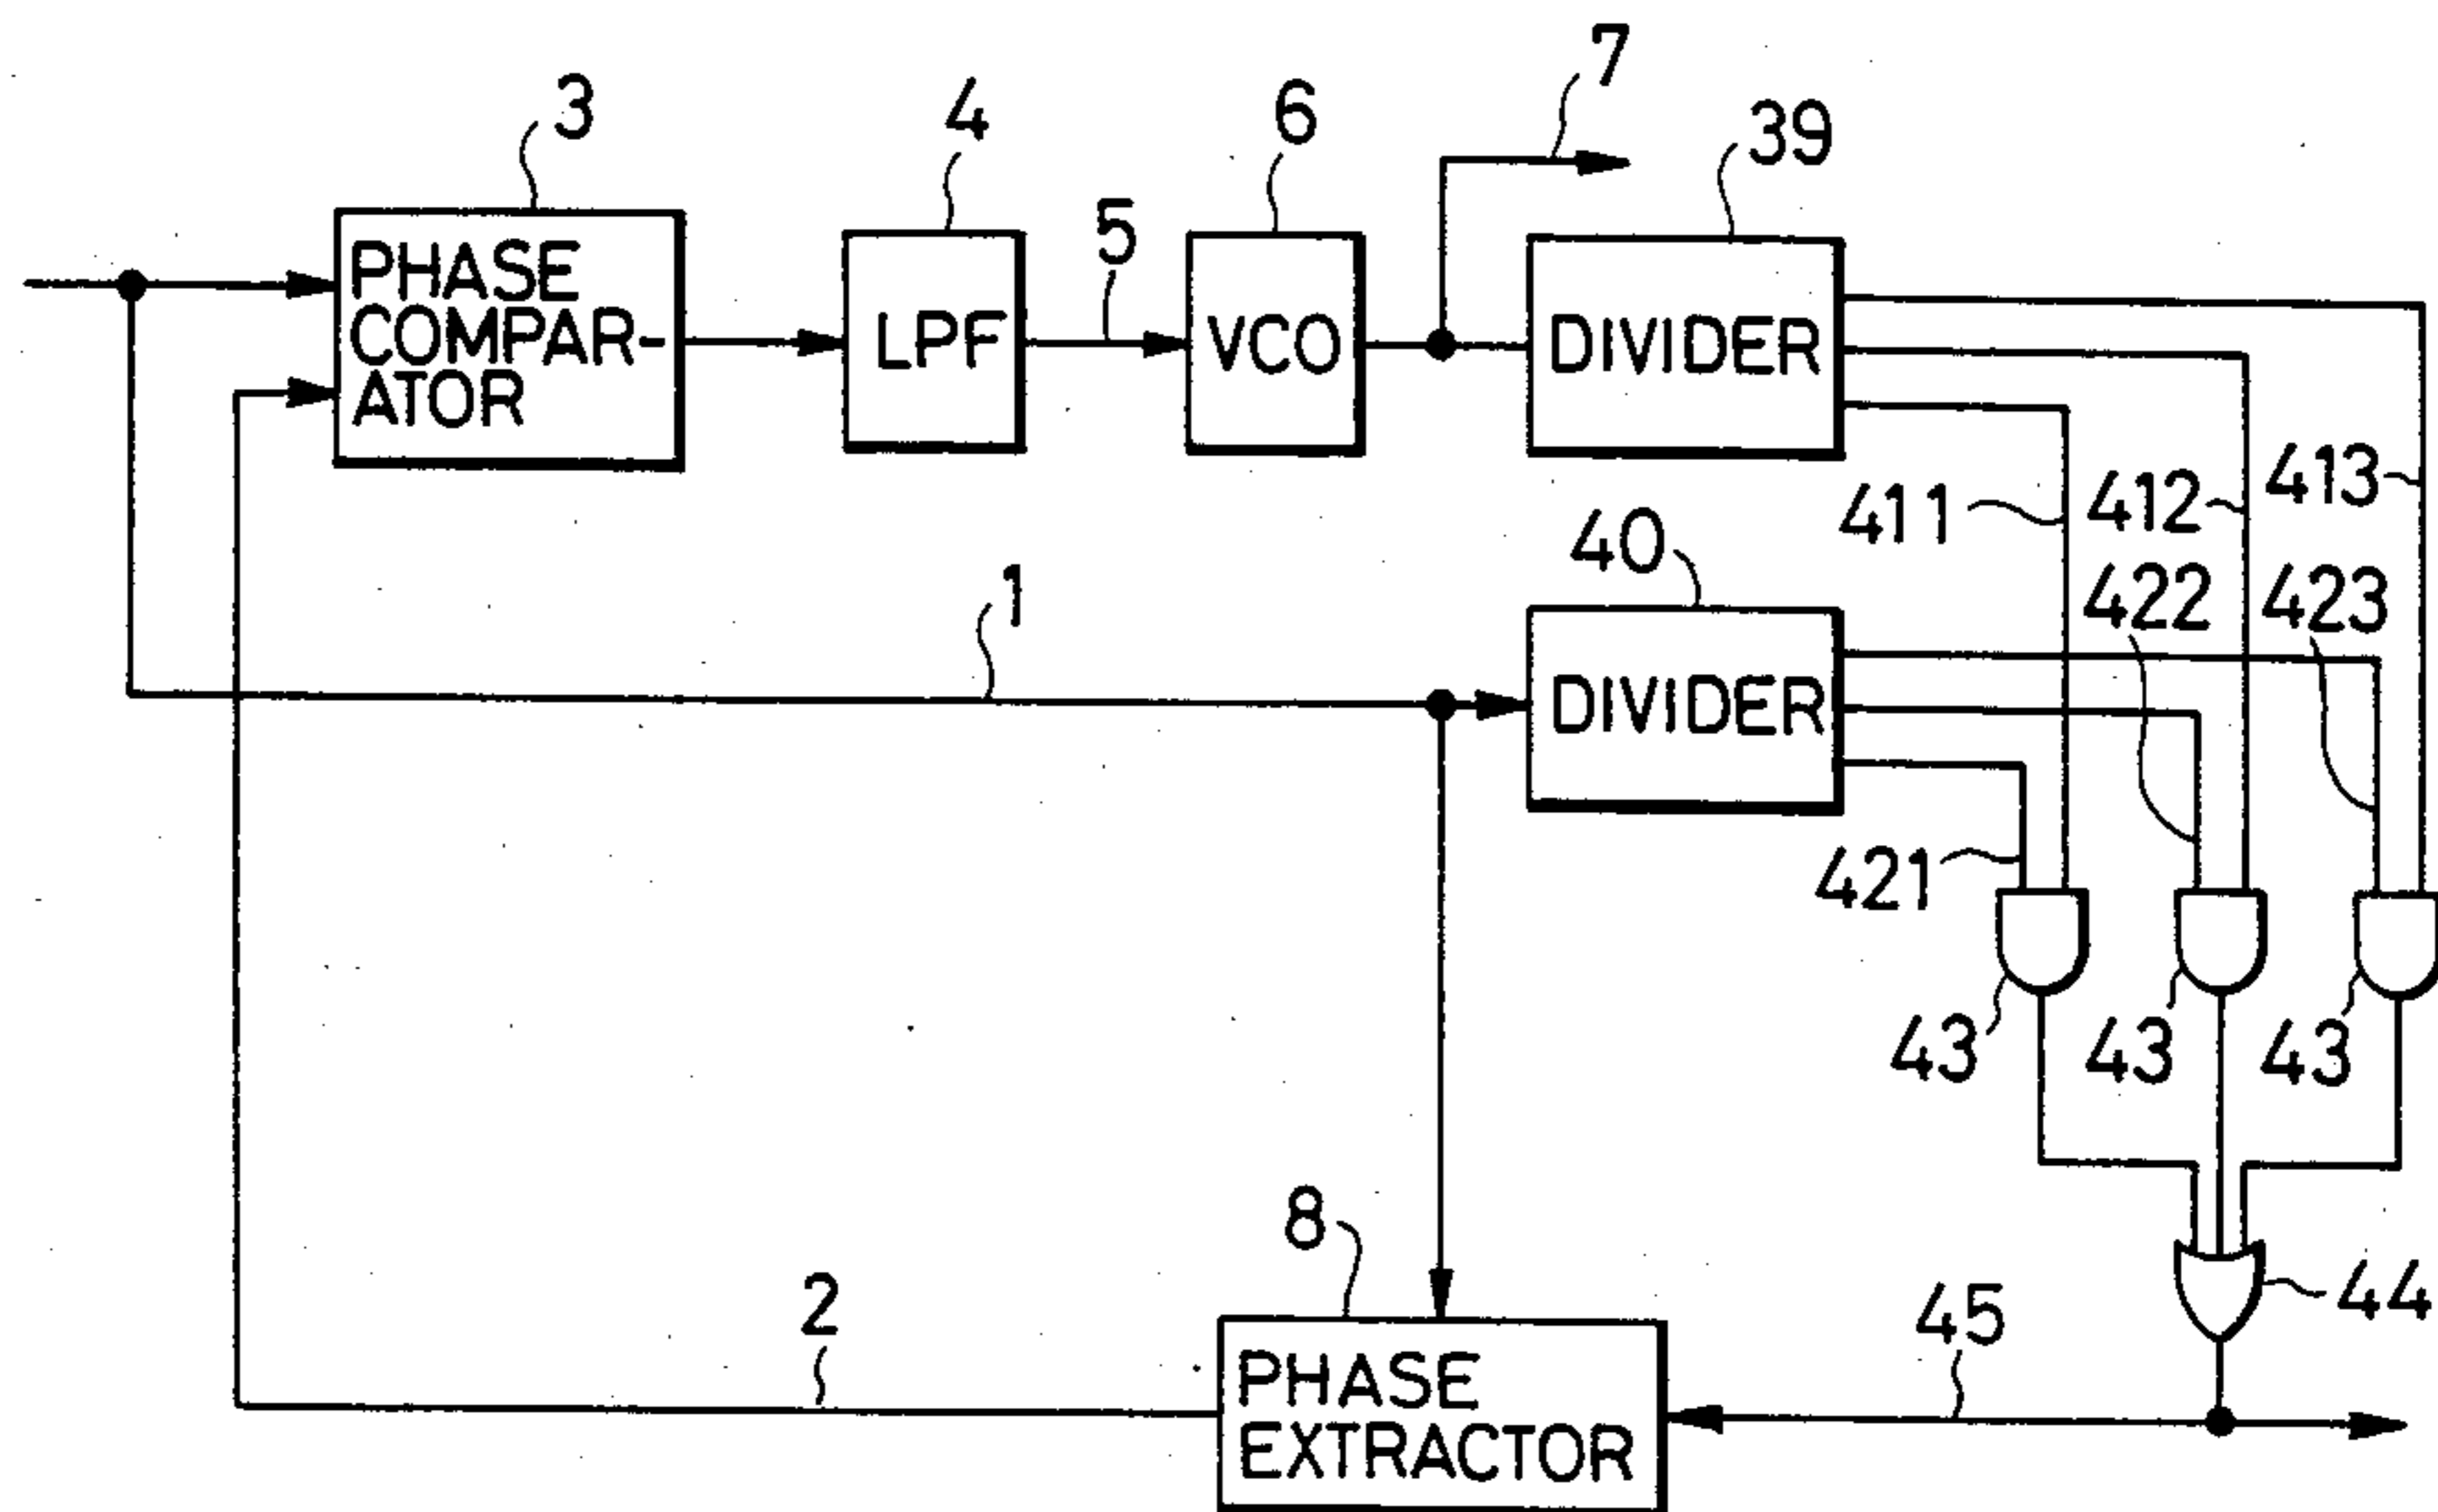 7
3
4
6
39
5
PHASE
COMPAR-
ATOR
LPF
VCO
DIVIDER
411
412
413
40
1
422
423
DIVIDER
421
43
43
43
8
44
2
45
PHASE
EXTRACTOR